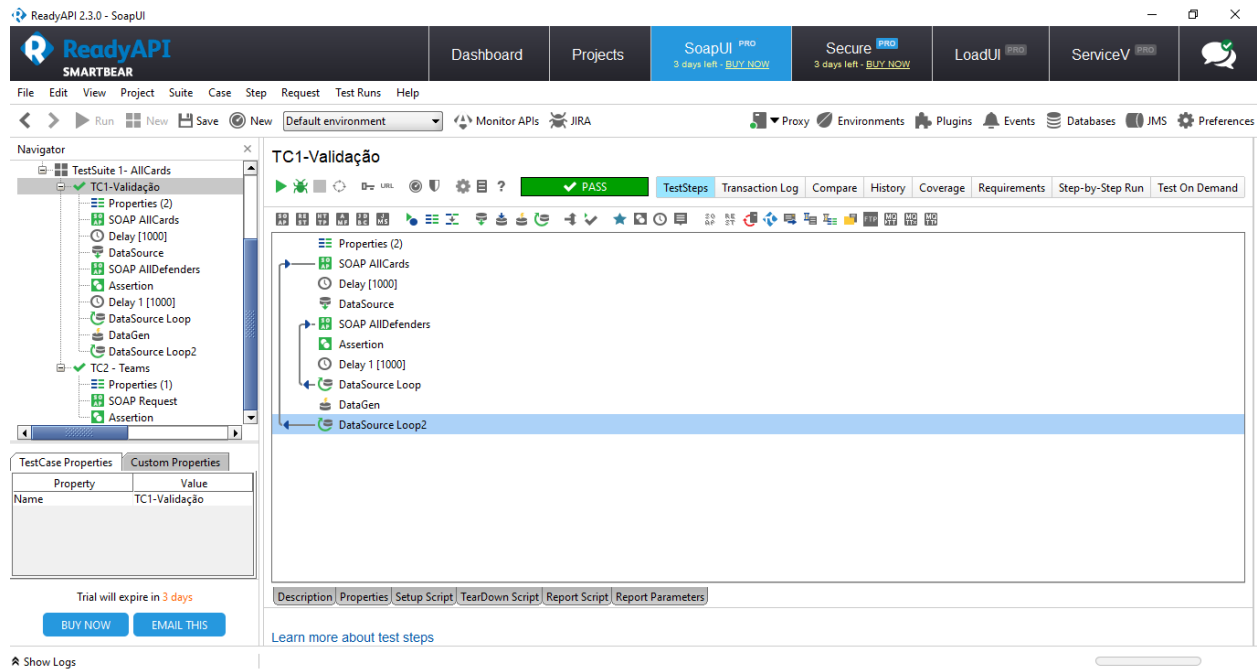 ReadyAPI 2.3.0 - SoapUI
ReadyAPI
SMARTBEAR
Dashboard
Projects
SoapUI PRO
3 days left - BUY NOW
Secure PRO
3 days left - BUY NOW
LoadUI PRO
ServiceV PRO
File Edit View Project Suite Case Step Request Test Runs Help
Run New Save New Default environment Monitor APIs JIRA Proxy Environments Plugins Events Databases JMS Preferences
Navigator
TestSuite 1- AllCards
TC1-Validação
Properties (2)
SOAP AllCards
Delay [1000]
DataSource
SOAP AllDefenders
Assertion
Delay 1 [1000]
DataSource Loop
DataGen
DataSource Loop2
TC2 - Teams
Properties (1)
SOAP Request
Assertion
TestCase Properties Custom Properties
Property Value
Name TC1-Validação
Trial will expire in 3 days
BUY NOW EMAIL THIS
TC1-Validação
URL ? PASS TestSteps Transaction Log Compare History Coverage Requirements Step-by-Step Run Test On Demand
Properties (2)
SOAP AllCards
Delay [1000]
DataSource
SOAP AllDefenders
Assertion
Delay 1 [1000]
DataSource Loop
DataGen
DataSource Loop2
Description Properties Setup Script TearDown Script Report Script Report Parameters
Learn more about test steps
Show Logs